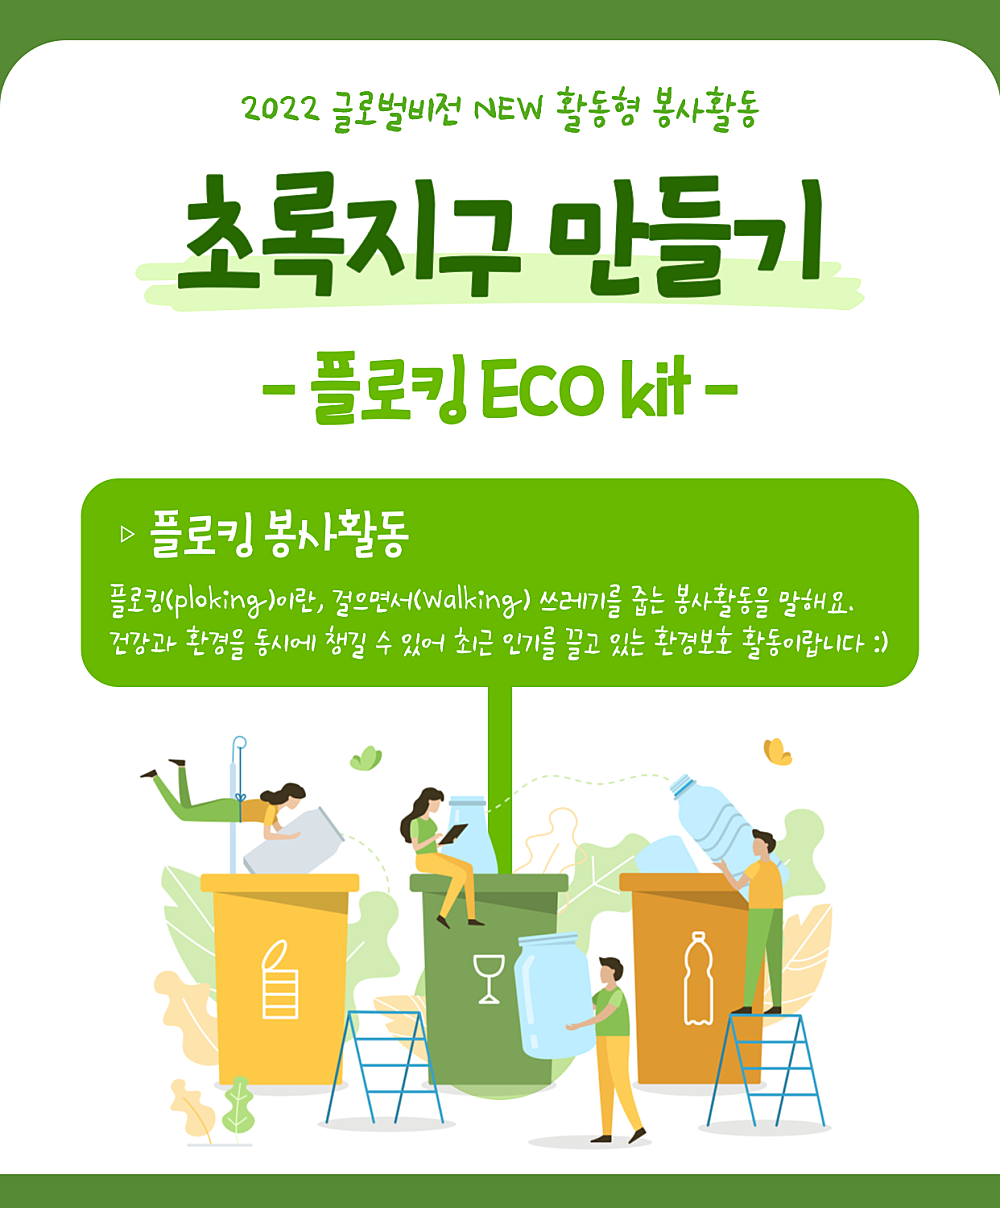 2022 글로벌비전 NEW 활동형 봉사활동
초록지구 만들기
- 플로킹 ECO kit -
▷ 플로킹 봉사활동
플로킹(ploking)이란, 걸으면서(Walking) 쓰레기를 줍는 봉사활동을 말해요.
건강과 환경을 동시에 챙길 수 있어 최근 인기를 끌고 있는 환경보호 활동이랍니다 :)